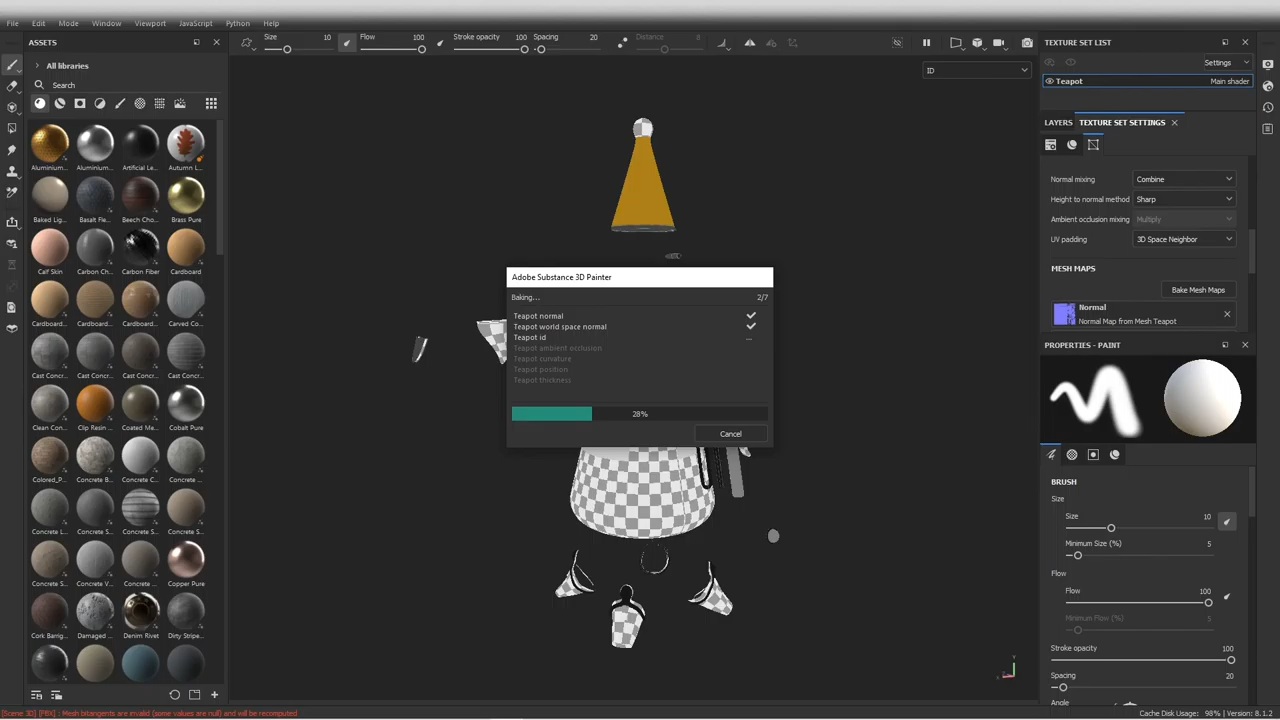 File Edit Mode Window Viewport JavaScript Python Help
ASSETS
Size 10 Flow 100 Stroke opacity 100 Spacing 20 Distance 8
All libraries
Search
Aluminium... Aluminium... Artificial Le... Autumn L...
Baked Lig... Basalt Fle... Beech Cho... Brass Pure
Calf Skin Carbon Ch... Carbon Fiber Cardboard
Cardboard... Cardboard... Cardboard... Carved Co...
Cast Concr... Cast Concr... Cast Concr... Cast Concr...
Clean Con... Clip Resin ... Coated Me... Cobalt Pure
Colored_P... Concrete B... Concrete C... Concrete ...
Concrete L... Concrete ... Concrete S... Concrete S...
Concrete S... Concrete V... Concrete ... Copper Pure
Cork Barrig... Damaged ... Denim Rivet Dirty Stripe...
ID
Adobe Substance 3D Painter
Baking... 2/7
Teapot normal
Teapot world space normal
Teapot id
Teapot ambient occlusion
Teapot curvature
Teapot position
Teapot thickness
28%
Cancel
TEXTURE SET LIST
Settings
Teapot Main shader
LAYERS TEXTURE SET SETTINGS
Normal mixing Combine
Height to normal method Sharp
Ambient occlusion mixing Multiply
UV padding 3D Space Neighbor
MESH MAPS
Bake Mesh Maps
Normal
Normal Map from Mesh Teapot
PROPERTIES - PAINT
BRUSH
Size
Size 10
Minimum Size (%) 5
Flow
Flow 100
Minimum Flow (%) 5
Stroke opacity 100
Spacing 20
Angle
[Scene 3D] [FBX] : Mesh bitangents are invalid (some values are null) and will be recomputed
Cache Disk Usage: 98% | Version: 8.1.2